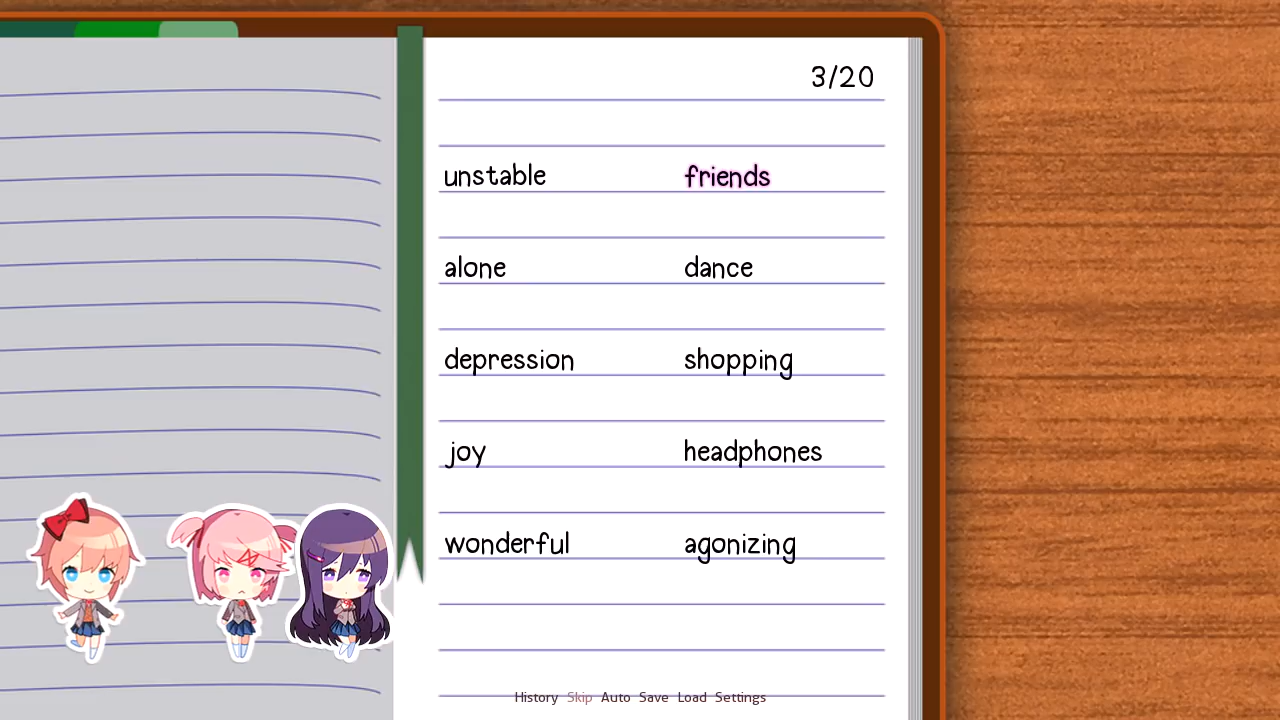 3/20
unstable friends
alone dance
depression shopping
joy headphones
wonderful agonizing
History Skip Auto Save Load Settings